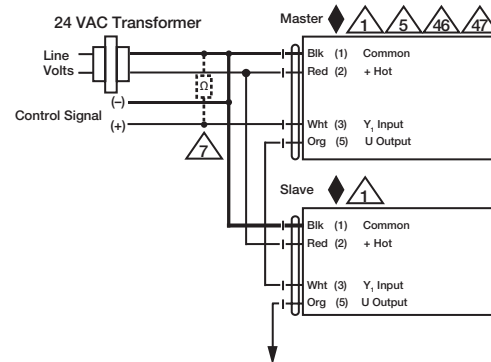 24 VAC Transformer
Master 1 5 46 47
Line
Volts
Blk (1) Common
Red (2) + Hot
Ω
(–)
Control Signal
(+)
Wht (3) Y₁ Input
Org (5) U Output
7
Slave 1
Blk (1) Common
Red (2) + Hot
Wht (3) Y₁ Input
Org (5) U Output